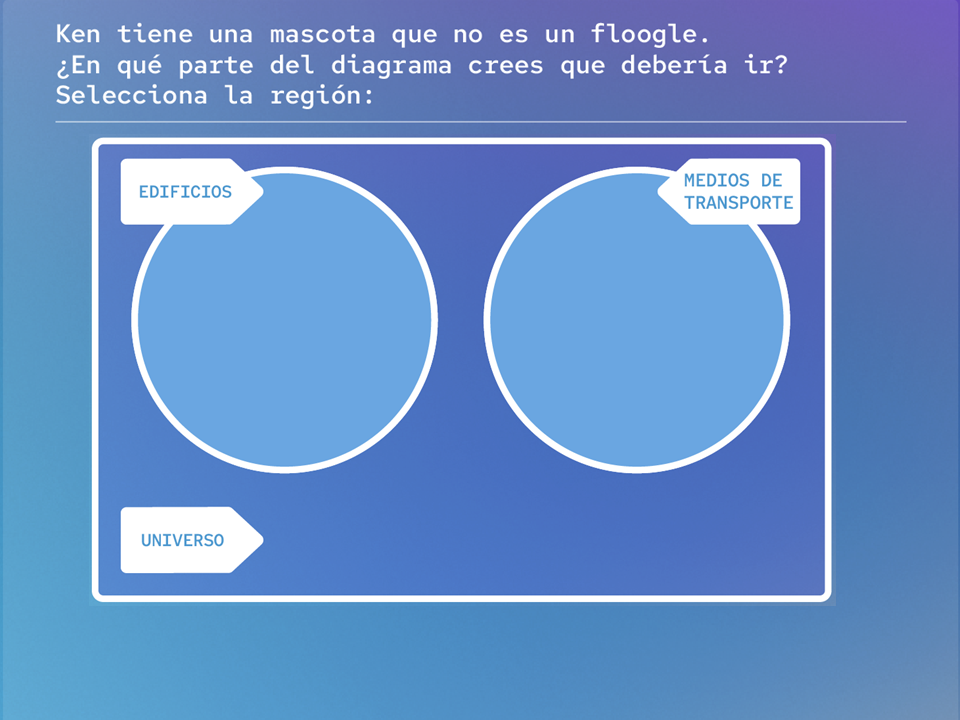 Ken tiene una mascota que no es un floogle.
¿En qué parte del diagrama crees que debería ir?
Selecciona la región:
EDIFICIOS
MEDIOS DE
TRANSPORTE
UNIVERSO